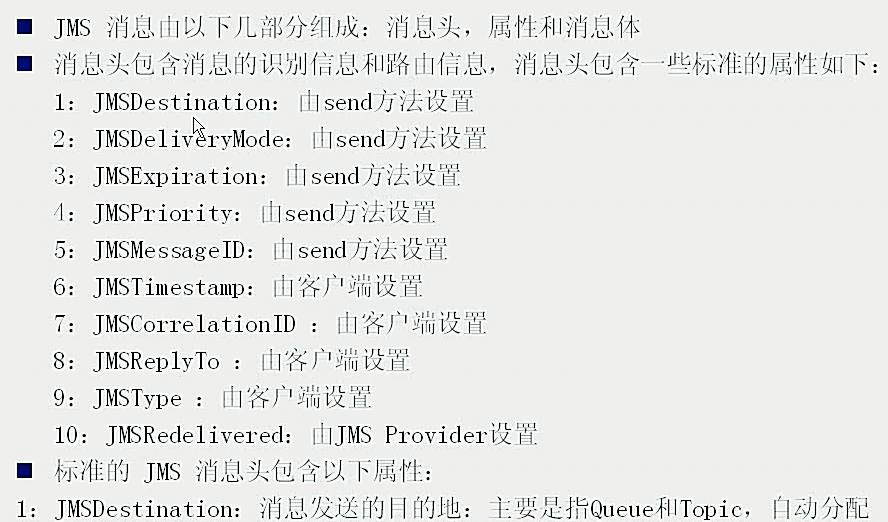 ■ JMS 消息由以下几部分组成：消息头，属性和消息体
■ 消息头包含消息的识别信息和路由信息，消息头包含一些标准的属性如下：
1：JMSDestination：由send方法设置
2：JMSDeliveryMode：由send方法设置
3：JMSExpiration：由send方法设置
4：JMSPriority：由send方法设置
5：JMSMessageID：由send方法设置
6：JMSTimestamp：由客户端设置
7：JMSCorrelationID ：由客户端设置
8：JMSReplyTo ：由客户端设置
9：JMSType ：由客户端设置
10：JMSRedelivered：由JMS Provider设置
■ 标准的 JMS 消息头包含以下属性：
1：JMSDestination：消息发送的目的地：主要是指Queue和Topic，自动分配